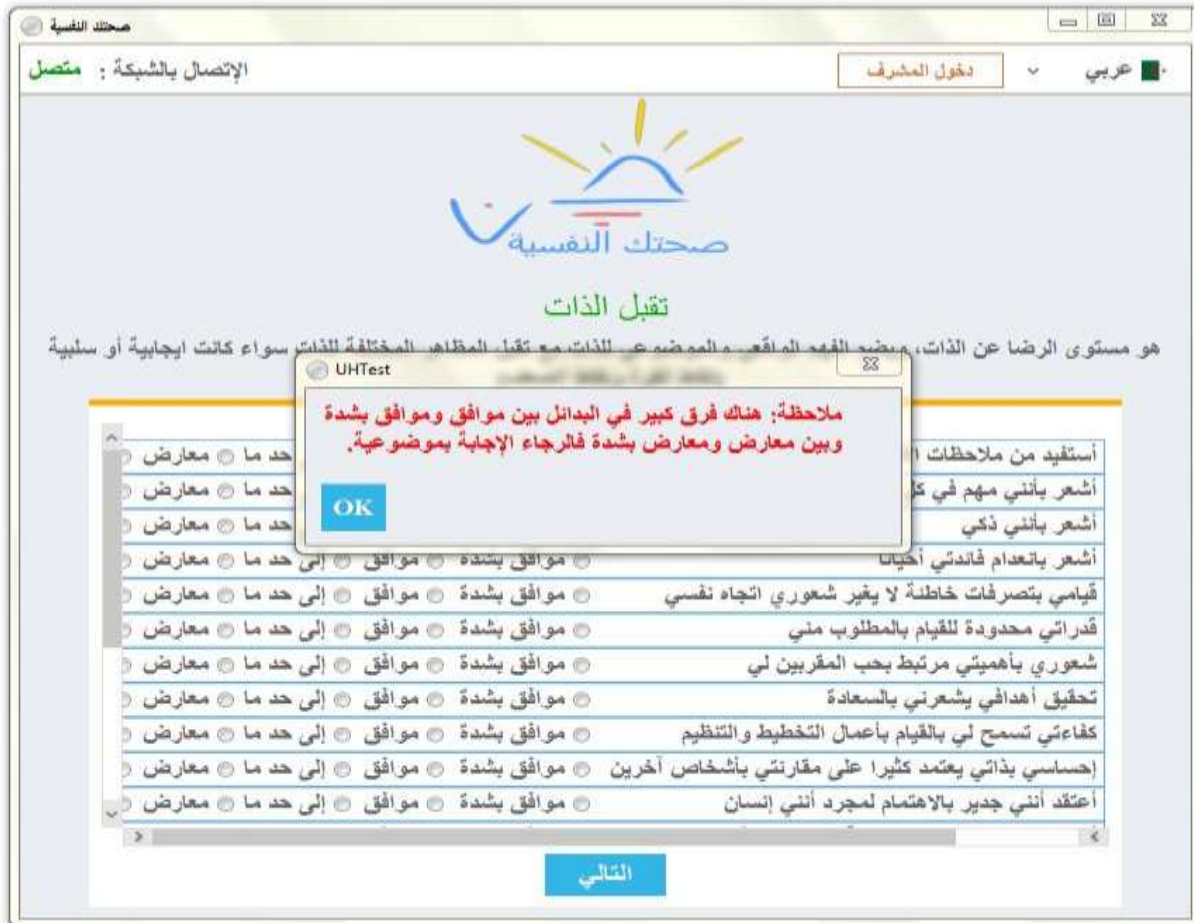 صحتك النفسية
عربي دخول المشرف الإتصال بالشبكة : متصل
صحتك النفسية
تقبل الذات
هو مستوى الرضا عن الذات، ويضم الفهم الواقعي والموضوعي للذات مع تقبل المظاهر المختلفة للذات سواء كانت ايجابية أو سلبية
UHTest
ملاحظة: هناك فرق كبير في البدائل بين موافق وموافق بشدة
وبين معارض ومعارض بشدة فالرجاء الإجابة بموضوعية.
OK
أستفيد من ملاحظات حد ما معارض
أشعر بأنني مهم في حد ما معارض
أشعر بأنني ذكي حد ما معارض
أشعر بانعدام فائدتي أحيانا موافق بشدة موافق إلى حد ما معارض
قيامي بتصرفات خاطئة لا يغير شعوري اتجاه نفسي موافق بشدة موافق إلى حد ما معارض
قدراتي محدودة للقيام بالمطلوب مني موافق بشدة موافق إلى حد ما معارض
شعوري بأهميتي مرتبط بحب المقربين لي موافق بشدة موافق إلى حد ما معارض
تحقيق أهدافي يشعرني بالسعادة موافق بشدة موافق إلى حد ما معارض
كفاءتي تسمح لي بالقيام بأعمال التخطيط والتنظيم موافق بشدة موافق إلى حد ما معارض
إحساسي بذاتي يعتمد كثيرا على مقارنتي بأشخاص آخرين موافق بشدة موافق إلى حد ما معارض
أعتقد أنني جدير بالاهتمام لمجرد أنني إنسان موافق بشدة موافق إلى حد ما معارض
التالي